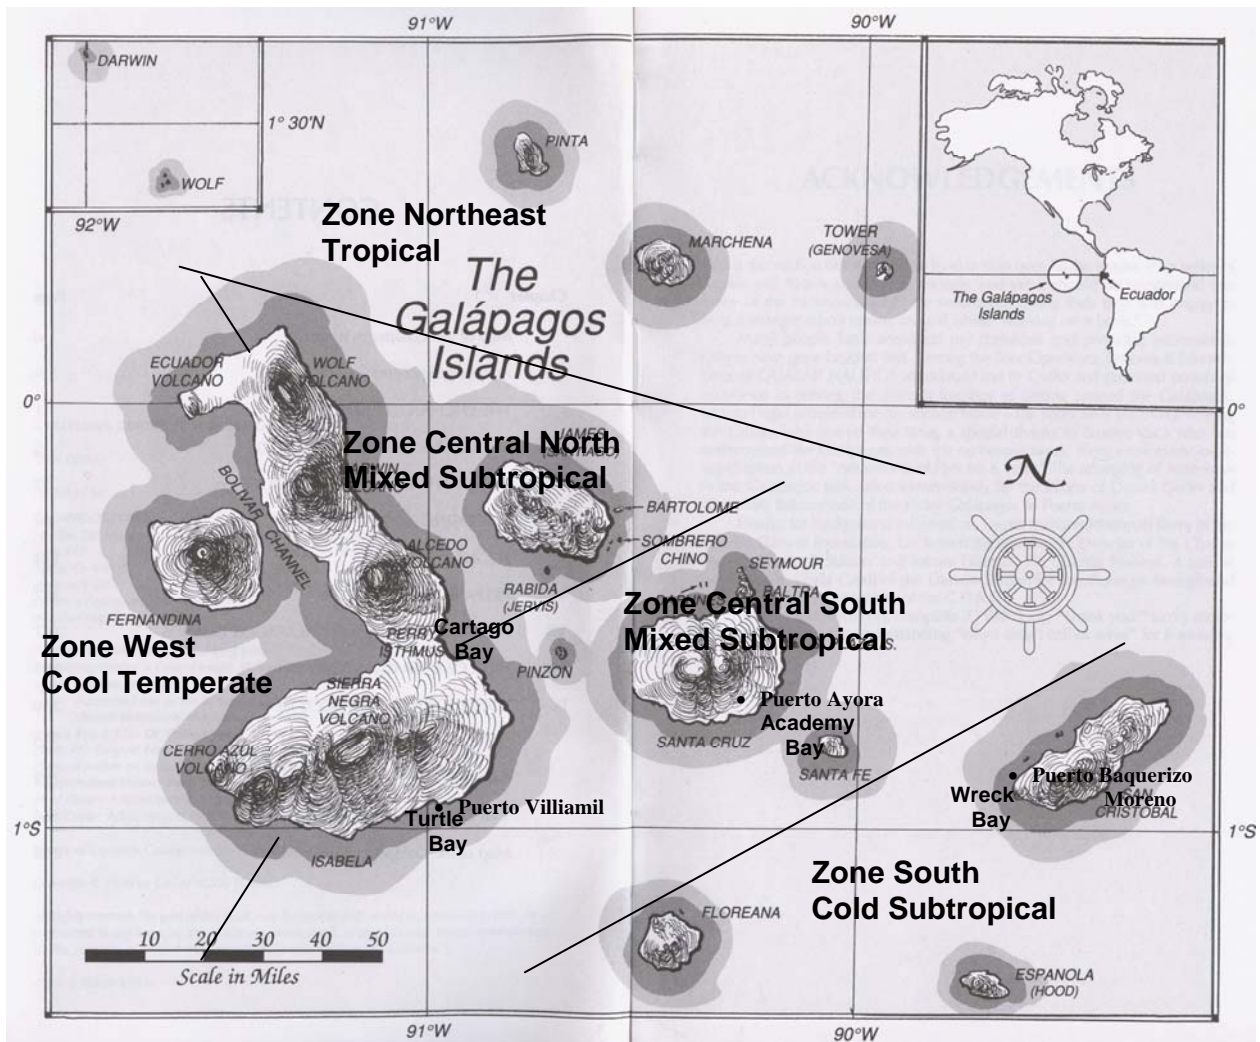 91°W
90°W
DARWIN
1° 30'N
WOLF
92°W
PINTA
Zone Northeast
Tropical
MARCHENA
TOWER
(GENOVESA)
The
Galápagos
Islands
The Galápagos
Islands
Ecuador
ECUADOR
VOLCANO
WOLF
VOLCANO
0°
0°
Zone Central North
Mixed Subtropical
JAMES
(SANTIAGO)
BOLIVAR CHANNEL
BARTOLOME
SOMBRERO
CHINO
N
ALCEDO
VOLCANO
RABIDA
(JERVIS)
SEYMOUR
BALTRA
FERNANDINA
Zone Central South
Mixed Subtropical
Cartago
Bay
PERRY
ISTHMUS
PINZON
Zone West
Cool Temperate
SIERRA
NEGRA
VOLCANO
Puerto Ayora
Academy
Bay
SANTA CRUZ
SANTA FE
CERRO AZUL
VOLCANO
Puerto Villiamil
Turtle
Bay
Puerto Baquerizo
Moreno
Wreck
Bay
SAN
CRISTOBAL
1°S
1°S
ISABELA
Zone South
Cold Subtropical
FLOREANA
10 20 30 40 50
Scale in Miles
ESPANOLA
(HOOD)
91°W
90°W
ACKNOWLEDGEMENTS
CONTENTS